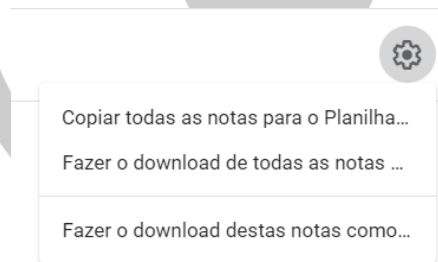 Copiar todas as notas para o Planilha...
Fazer o download de todas as notas ...
Fazer o download destas notas como...